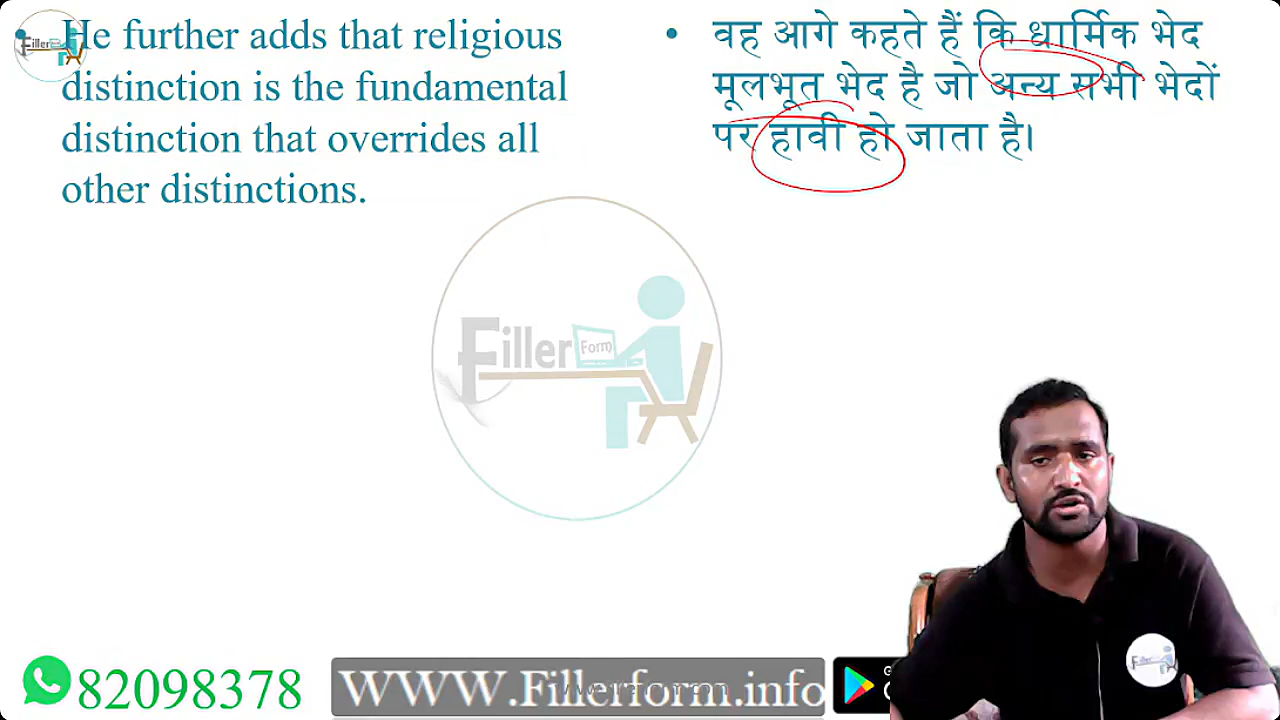 He further adds that religious
distinction is the fundamental
distinction that overrides all
other distinctions.
वह आगे कहते हैं कि धार्मिक भेद
मूलभूत भेद है जो अन्य सभी भेदों
पर हावी हो जाता है।
Filler Form
82098378
WWW.Fillerform.info